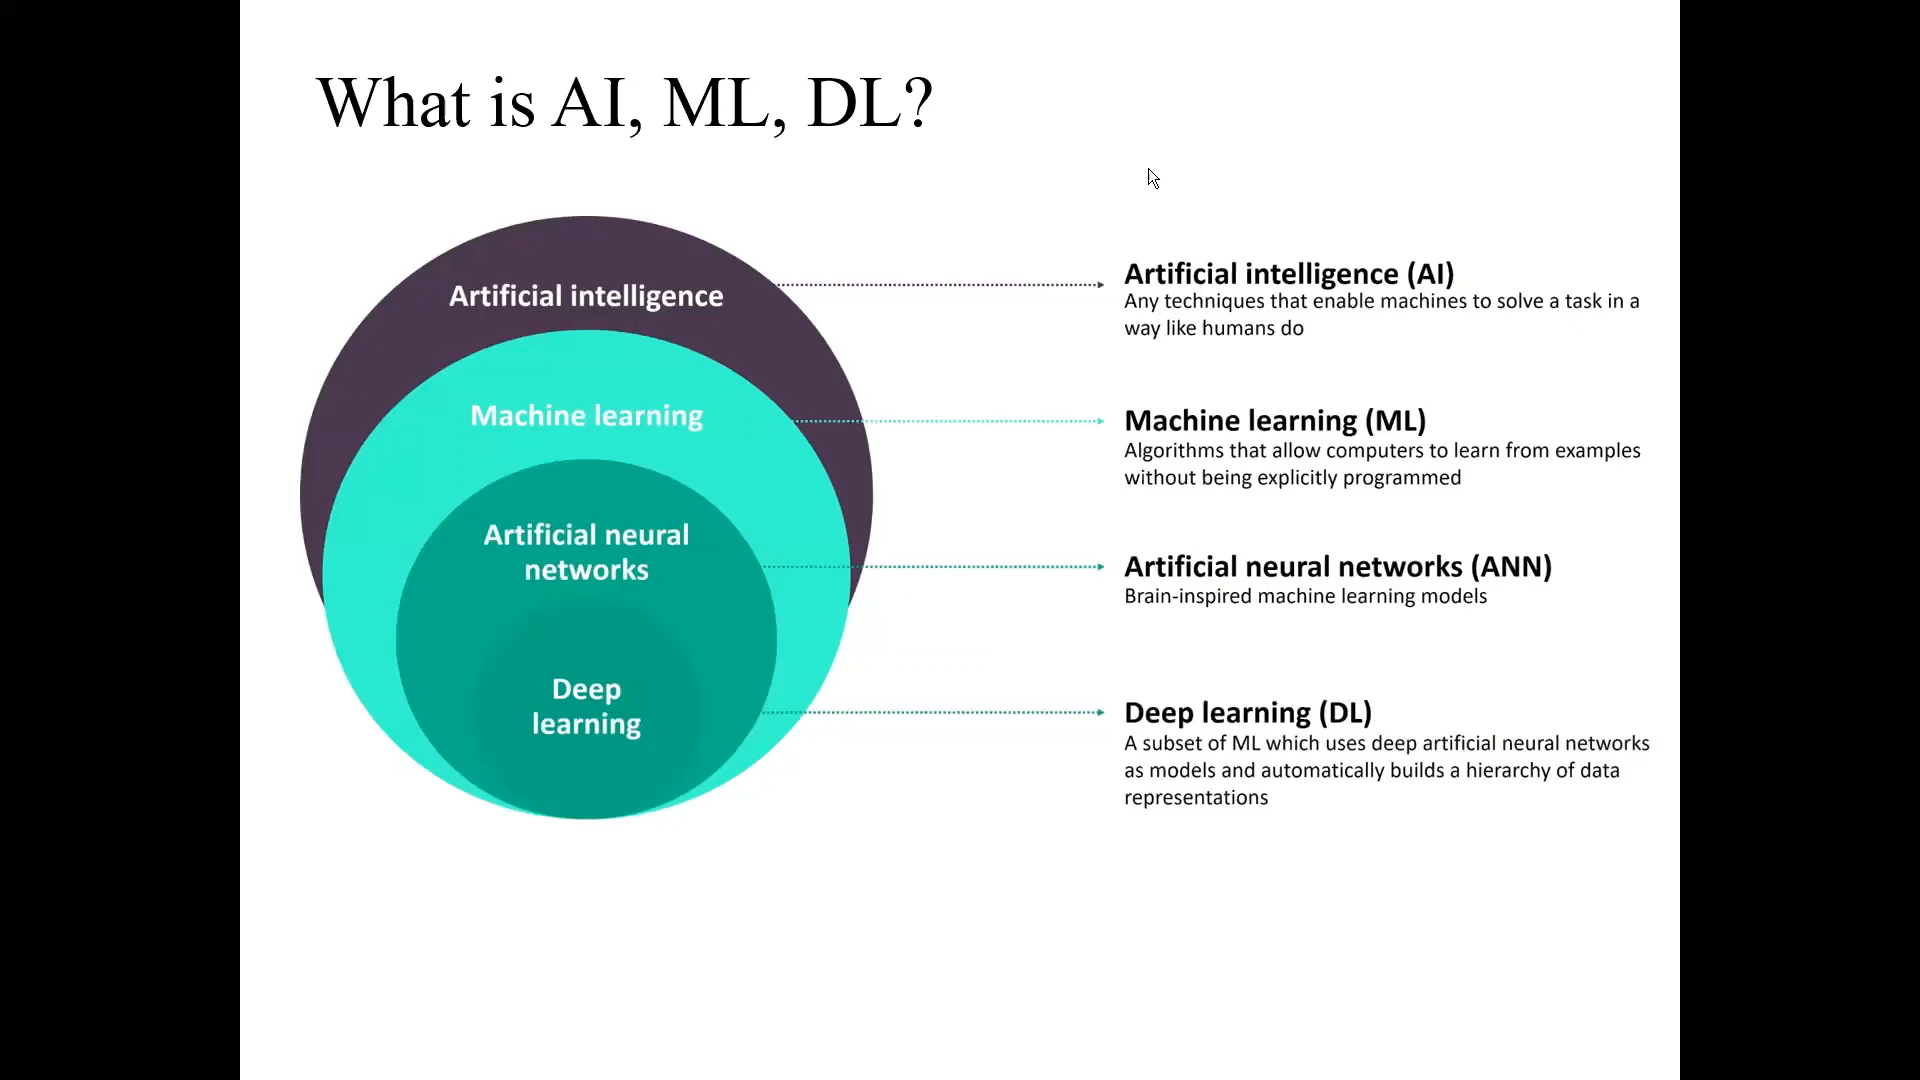 What is AI, ML, DL?
Artificial intelligence
Machine learning
Artificial neural
networks
Deep
learning
Artificial intelligence (AI)
Any techniques that enable machines to solve a task in a
way like humans do
Machine learning (ML)
Algorithms that allow computers to learn from examples
without being explicitly programmed
Artificial neural networks (ANN)
Brain-inspired machine learning models
Deep learning (DL)
A subset of ML which uses deep artificial neural networks
as models and automatically builds a hierarchy of data
representations